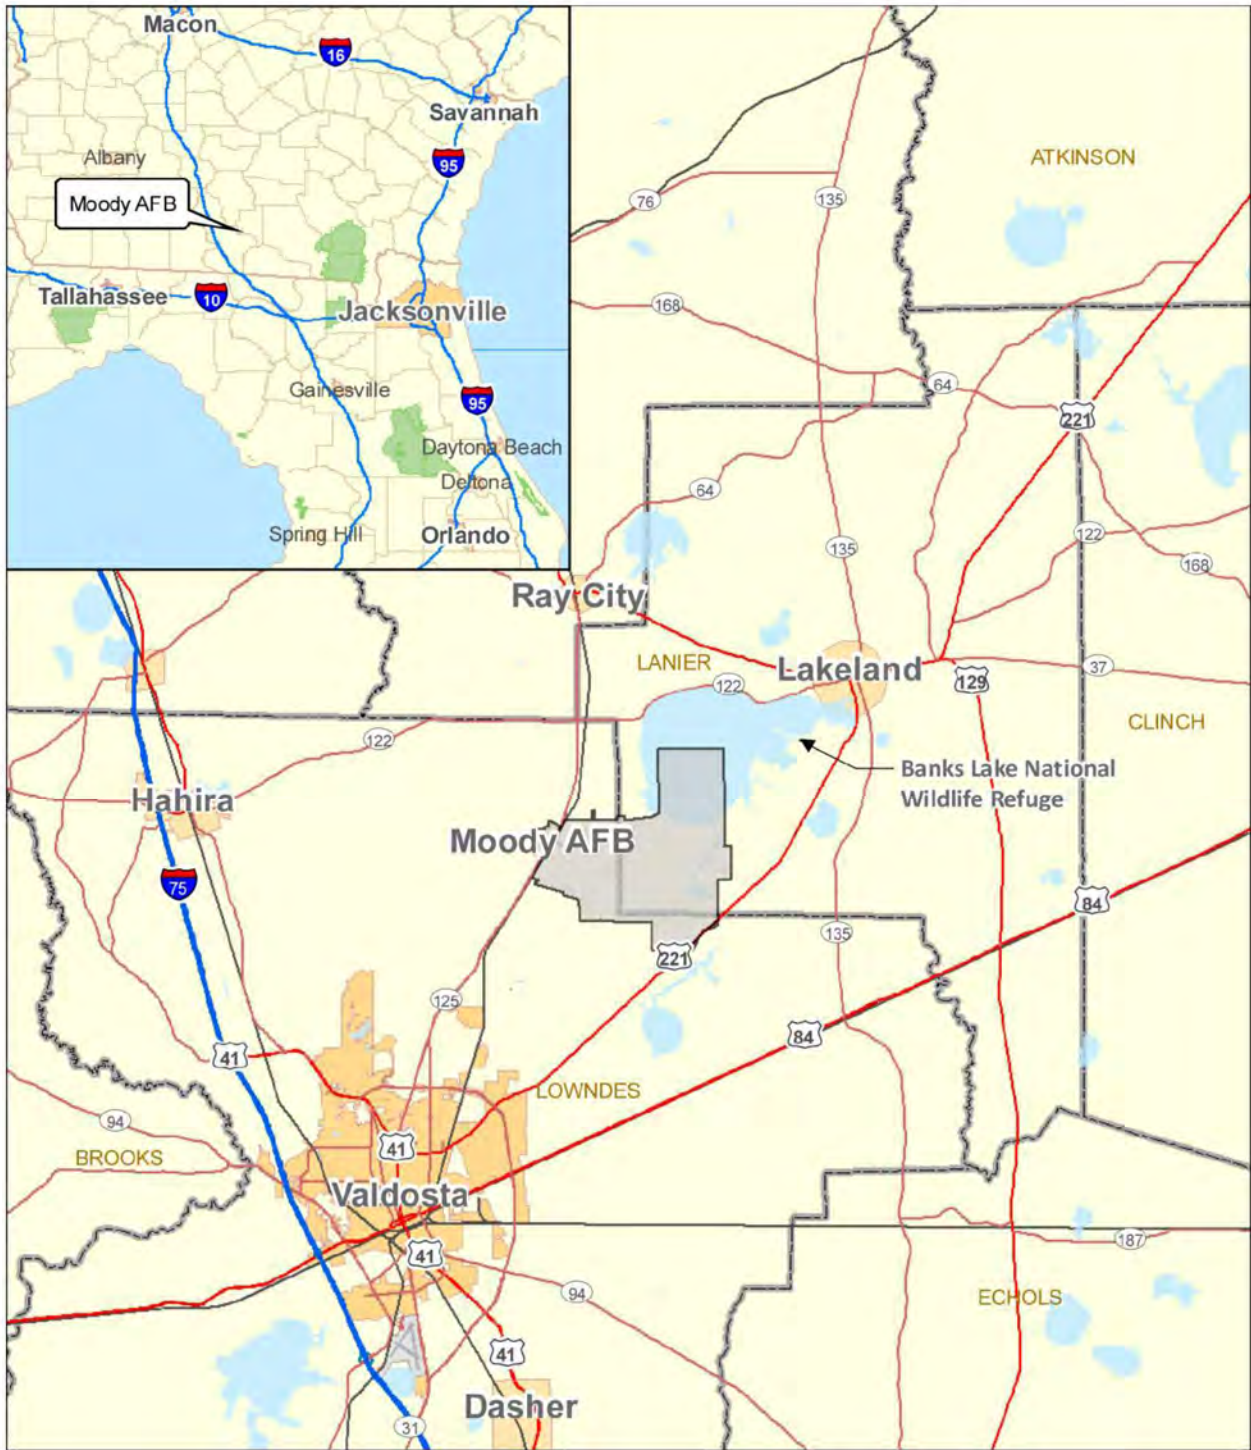 Macon
16
Savannah
95
Albany
Moody AFB
Tallahassee
10
Jacksonville
Gainesville
95
Daytona Beach
Deltona
Spring Hill
Orlando
ATKINSON
76
135
168
64
221
64
135
122
168
Ray City
LANIER
Lakeland
122
129
37
CLINCH
122
Banks Lake National
Wildlife Refuge
Hahira
Moody AFB
75
84
135
221
125
84
41
LOWNDES
94
41
BROOKS
Valdosta
41
187
94
ECHOLS
41
Dasher
31